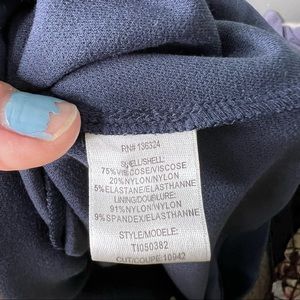 RN# 136324
SHELL/SHELL:
75%VISCOSE/VISCOSE
20%NYLON/NYLON
5%ELASTANE/ELASTHANNE
LINING/DOUBLURE:
91%NYLON/NYLON
9%SPANDEX/ELASTHANNE
STYLE/MODELE:
TI050382
CUT/COUPE:10942